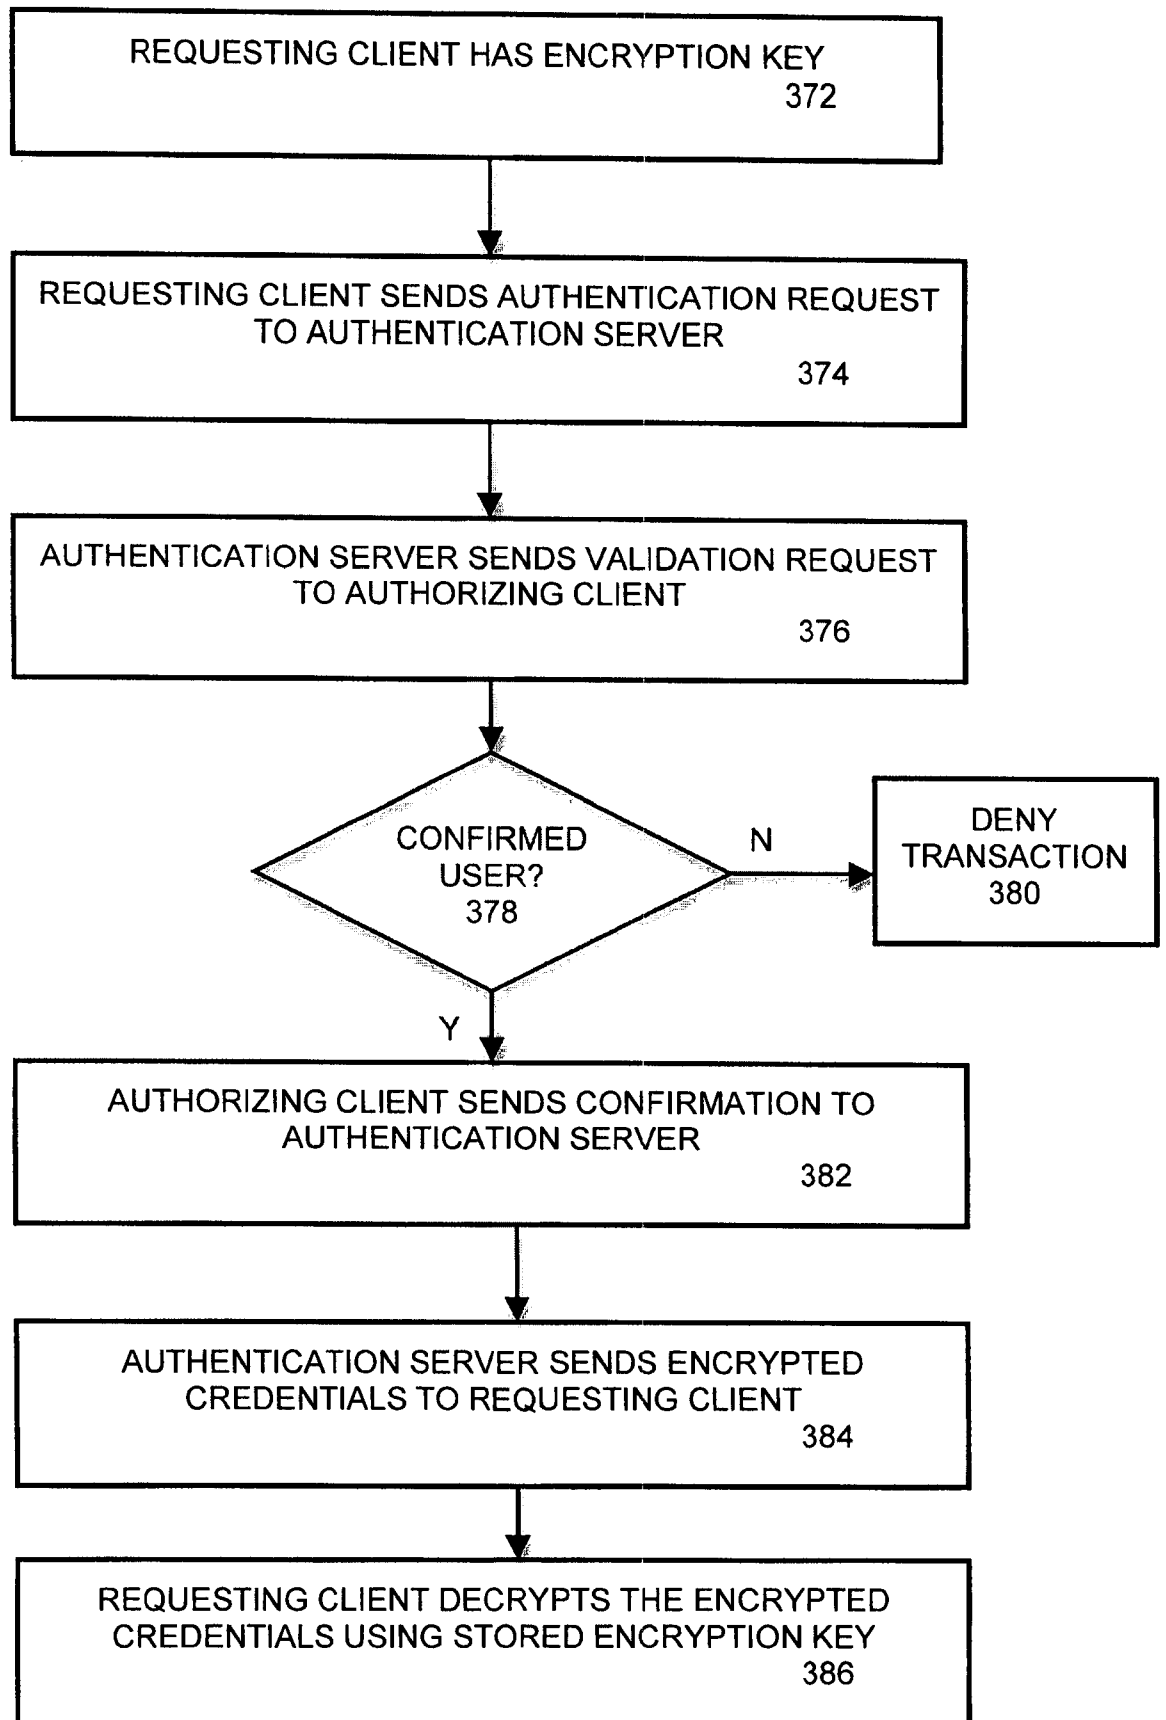 REQUESTING CLIENT HAS ENCRYPTION KEY
372
REQUESTING CLIENT SENDS AUTHENTICATION REQUEST
TO AUTHENTICATION SERVER
374
AUTHENTICATION SERVER SENDS VALIDATION REQUEST
TO AUTHORIZING CLIENT
376
CONFIRMED
USER?
378
N
DENY
TRANSACTION
380
Y
AUTHORIZING CLIENT SENDS CONFIRMATION TO
AUTHENTICATION SERVER
382
AUTHENTICATION SERVER SENDS ENCRYPTED
CREDENTIALS TO REQUESTING CLIENT
384
REQUESTING CLIENT DECRYPTS THE ENCRYPTED
CREDENTIALS USING STORED ENCRYPTION KEY
386